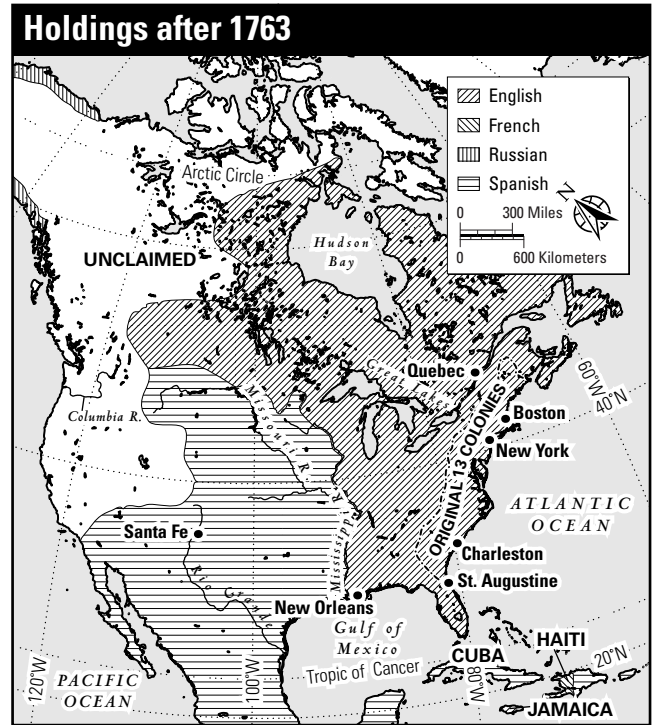 Holdings after 1763
English
French
Russian
Spanish
N
0 300 Miles
0 600 Kilometers
Arctic Circle
Hudson
Bay
UNCLAIMED
Quebec
Great Lakes
60°W
40°N
Columbia R.
Missouri R.
Boston
New York
ORIGINAL 13 COLONIES
ATLANTIC
OCEAN
Santa Fe
Mississippi R.
Charleston
St. Augustine
Rio Grande
New Orleans
Gulf of
Mexico
HAITI
CUBA
Tropic of Cancer
20°N
120°W
PACIFIC
OCEAN
100°W
80°W
JAMAICA